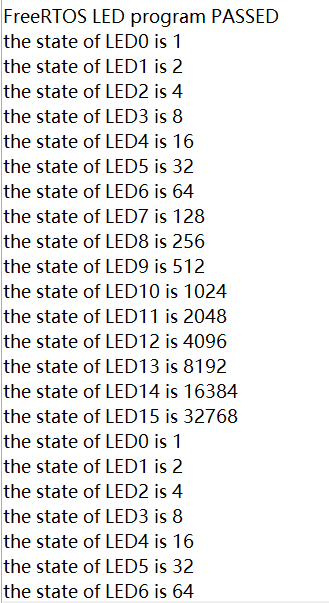 FreeRTOS LED program PASSED
the state of LED0 is 1
the state of LED1 is 2
the state of LED2 is 4
the state of LED3 is 8
the state of LED4 is 16
the state of LED5 is 32
the state of LED6 is 64
the state of LED7 is 128
the state of LED8 is 256
the state of LED9 is 512
the state of LED10 is 1024
the state of LED11 is 2048
the state of LED12 is 4096
the state of LED13 is 8192
the state of LED14 is 16384
the state of LED15 is 32768
the state of LED0 is 1
the state of LED1 is 2
the state of LED2 is 4
the state of LED3 is 8
the state of LED4 is 16
the state of LED5 is 32
the state of LED6 is 64